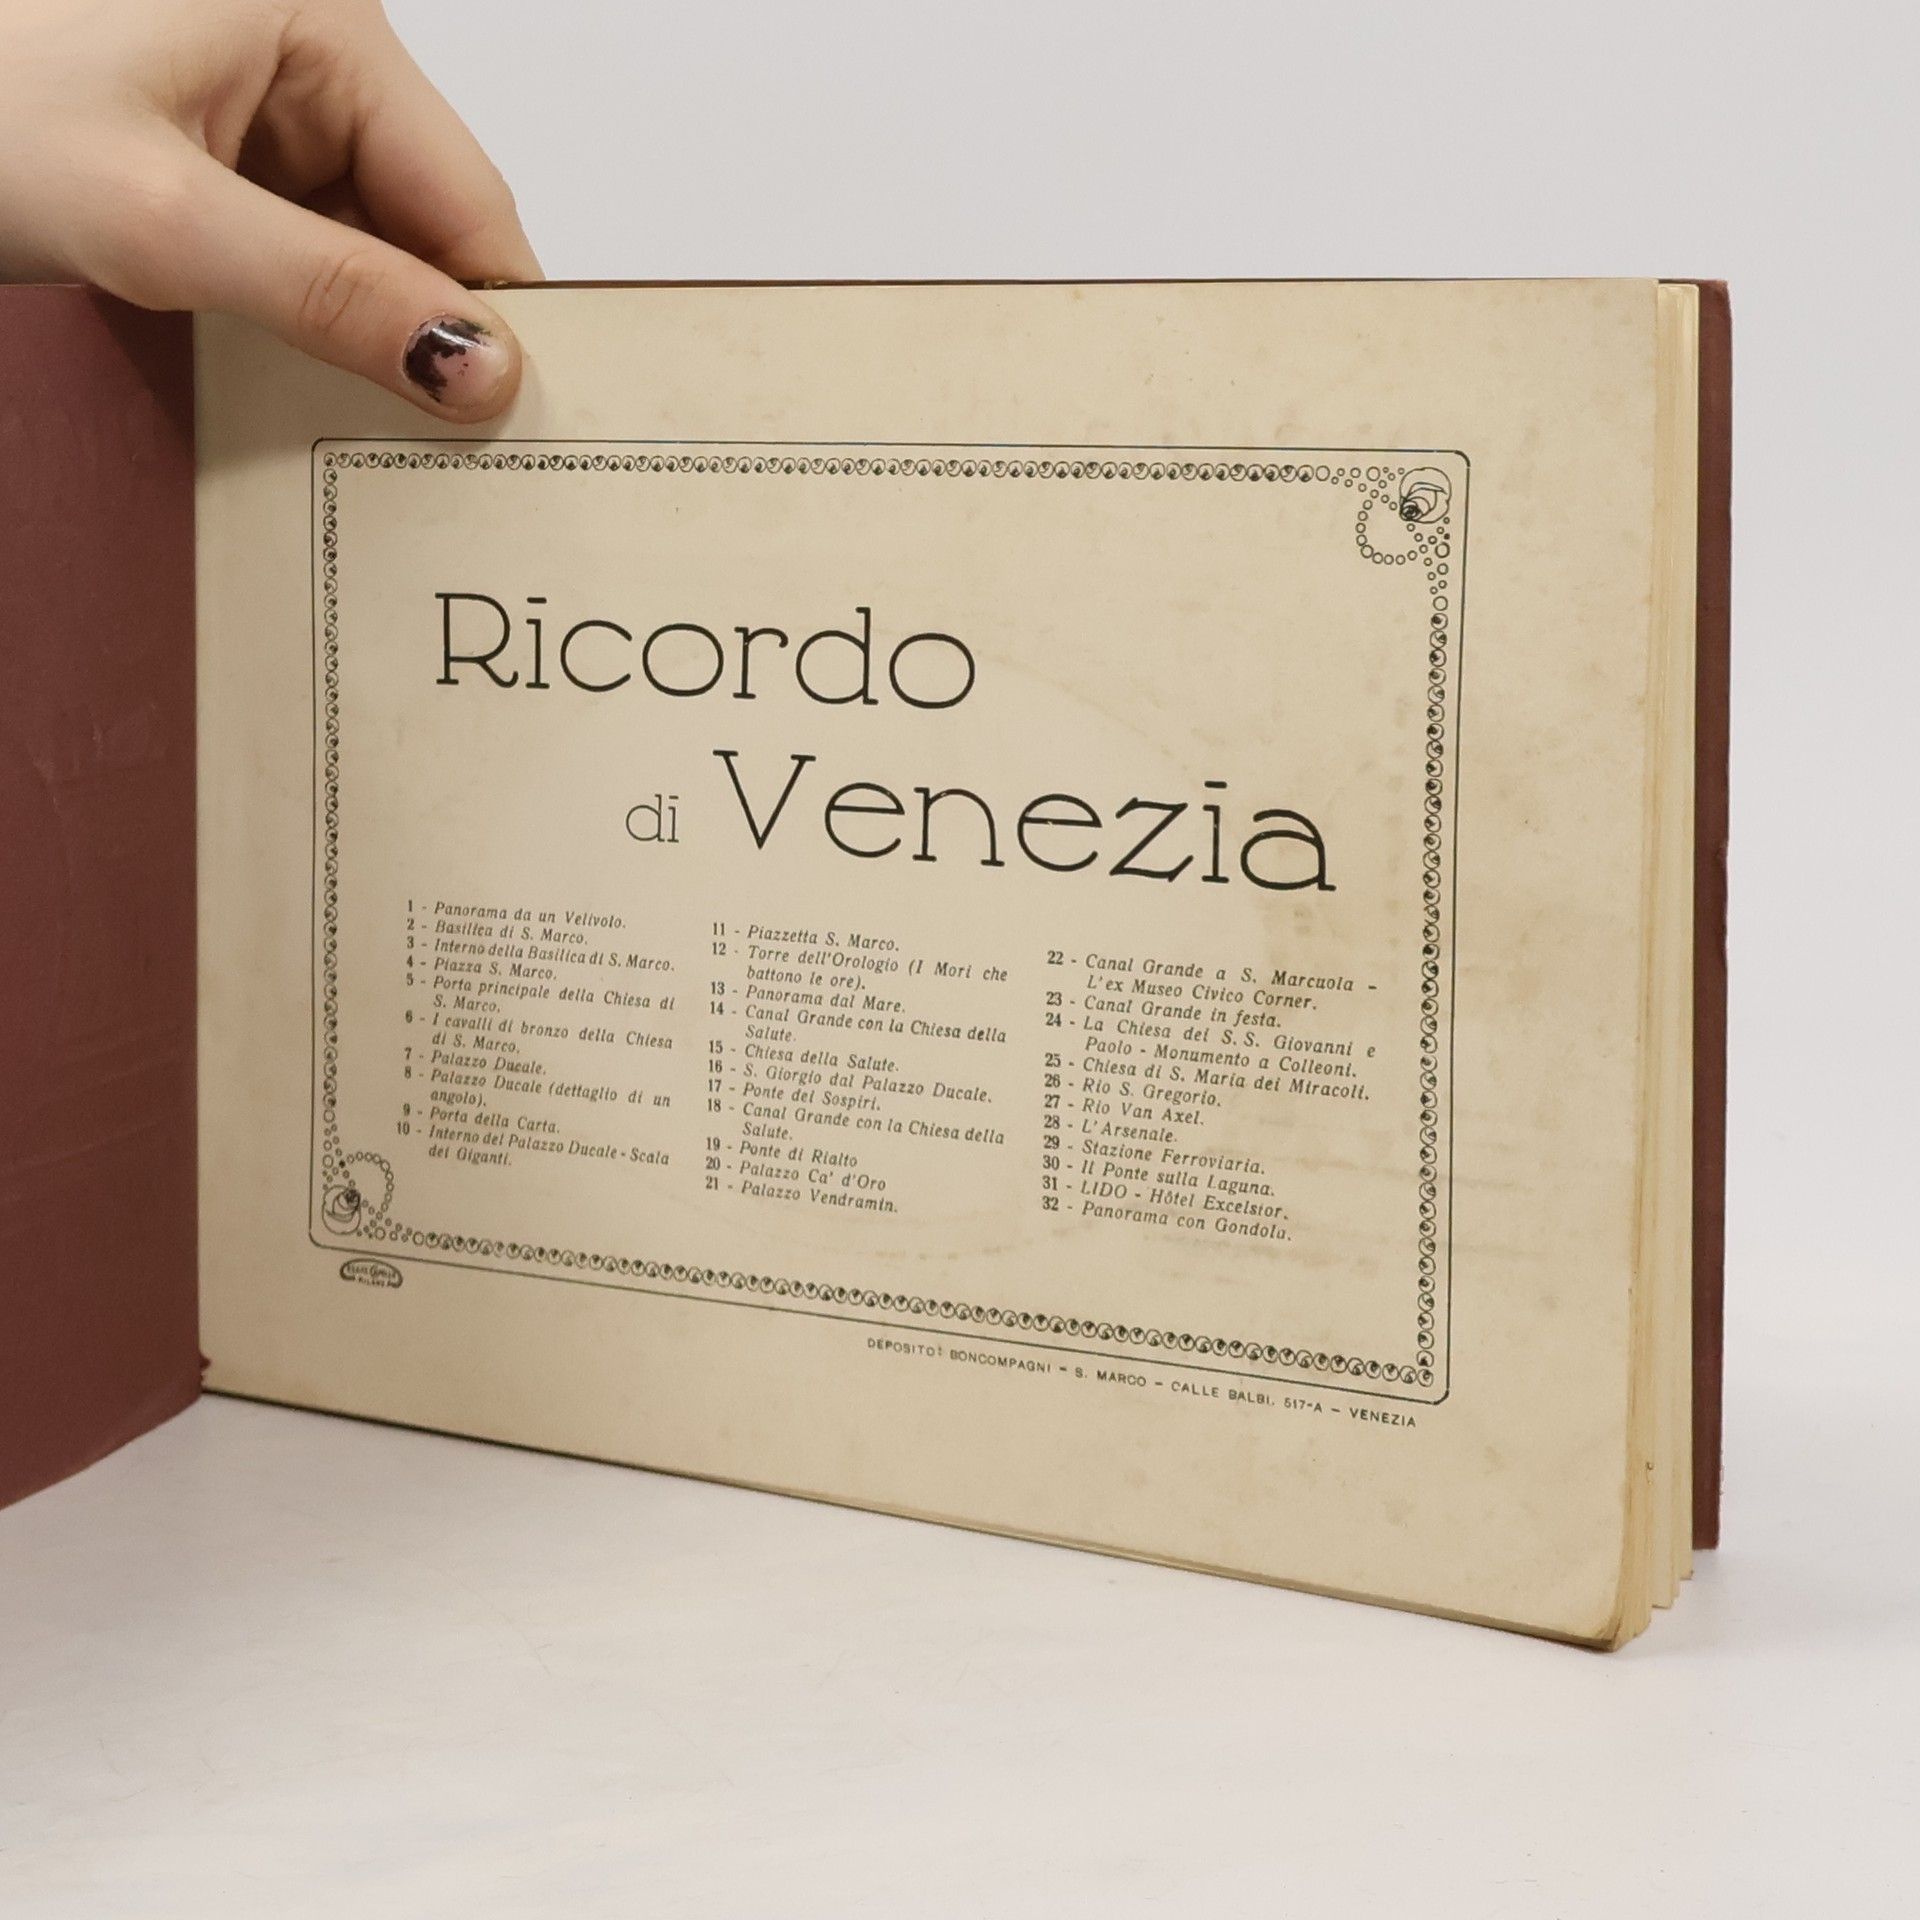 Ricordo
di Venezia
1 - Panorama da un Velivolo.
2 - Basilica di S. Marco.
3 - Interno della Basilica di S. Marco.
4 - Piazza S. Marco.
5 - Porta principale della Chiesa di
S. Marco.
6 - I cavalli di bronzo della Chiesa
di S. Marco.
7 - Palazzo Ducale.
8 - Palazzo Ducale (dettaglio di un
angolo).
9 - Porta della Carta.
10 - Interno del Palazzo Ducale - Scala
dei Giganti.
11 - Piazzetta S. Marco.
12 - Torre dell'Orologio (I Mori che
battono le ore).
13 - Panorama dal Mare.
14 - Canal Grande con la Chiesa della
Salute.
15 - Chiesa della Salute.
16 - S. Giorgio dal Palazzo Ducale.
17 - Ponte dei Sospiri.
18 - Canal Grande con la Chiesa della
Salute.
19 - Ponte di Rialto
20 - Palazzo Ca' d'Oro
21 - Palazzo Vendramin.
22 - Canal Grande a S. Marcuola -
L'ex Museo Civico Corner.
23 - Canal Grande in festa.
24 - La Chiesa dei S. S. Giovanni e
Paolo - Monumento a Colleoni.
25 - Chiesa di S. Maria dei Miracoli.
26 - Rio S. Gregorio.
27 - Rio Van Axel.
28 - L'Arsenale.
29 - Stazione Ferroviaria.
30 - Il Ponte sulla Laguna.
31 - LIDO - Hôtel Excelsior.
32 - Panorama con Gondola.
MILANO
DEPOSITO: BONCOMPAGNI - S. MARCO - CALLE BALBI, 517-A - VENEZIA